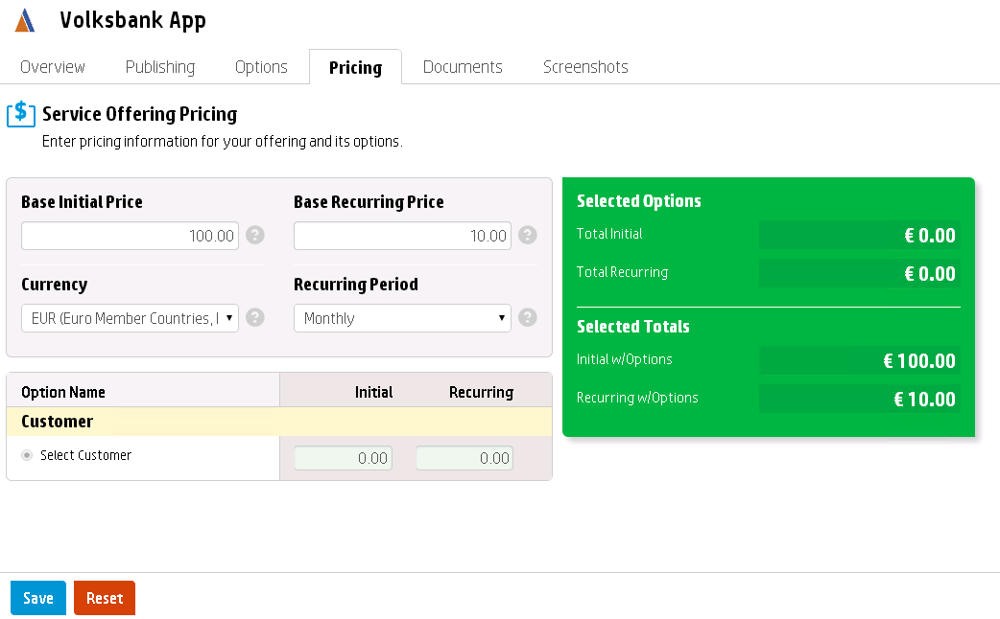 Volksbank App
Overview Publishing Options Pricing Documents Screenshots
$ Service Offering Pricing
Enter pricing information for your offering and its options.
Base Initial Price Base Recurring Price
100.00 ? 10.00 ?
Currency Recurring Period
EUR (Euro Member Countries, I ? Monthly ?
Option Name Initial Recurring
Customer
Select Customer 0.00 0.00
Selected Options
Total Initial € 0.00
Total Recurring € 0.00
Selected Totals
Initial w/Options € 100.00
Recurring w/Options € 10.00
Save Reset